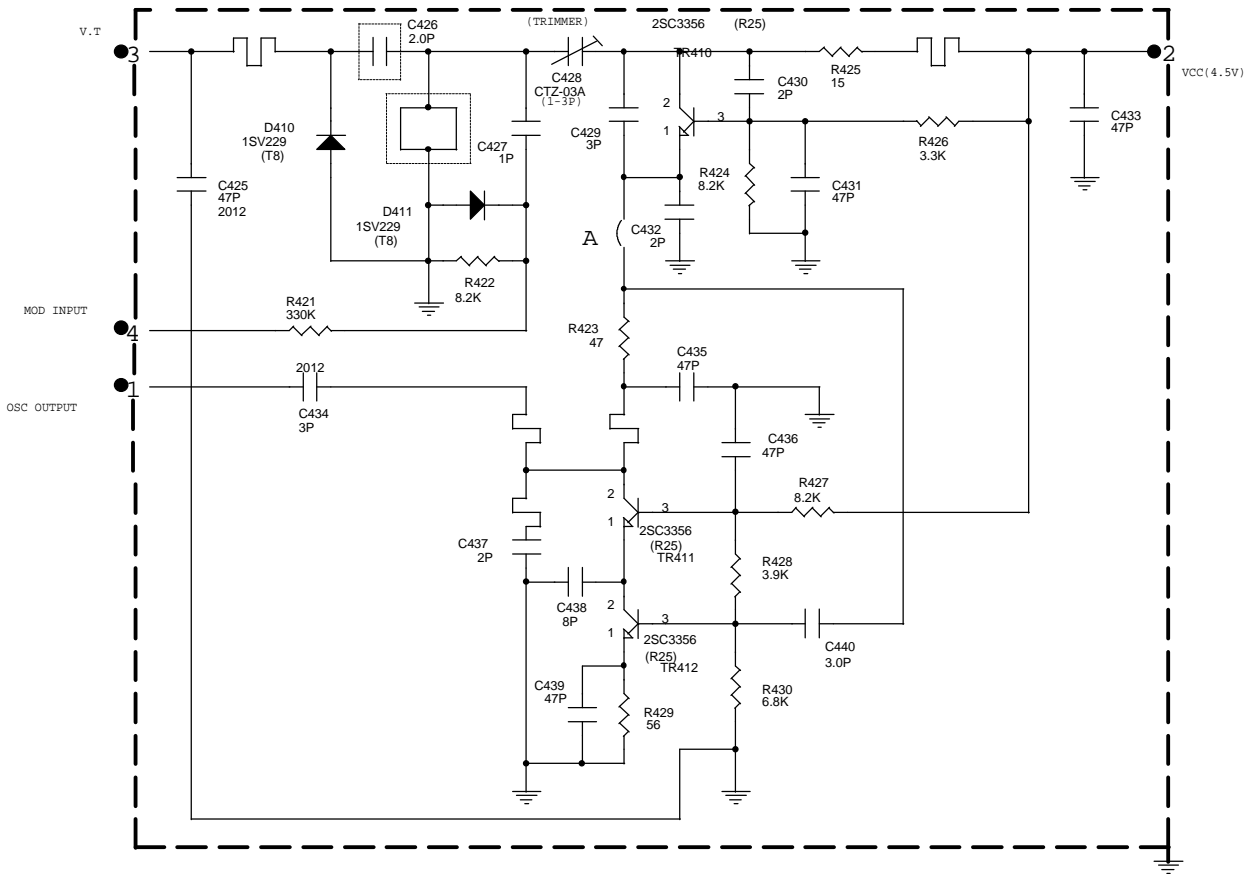 V.T
3
C426
2.0P
(TRIMMER)
C428
CTZ-03A
(1-3P)
2SC3356
(R25)
TR410
2
1
3
C430
2P
R425
15
2
VCC(4.5V)
C433
47P
D410
1SV229
(T8)
C427
1P
C429
3P
R426
3.3K
R424
8.2K
C431
47P
C425
47P
2012
D411
1SV229
(T8)
A
C432
2P
R422
8.2K
MOD INPUT
4
R421
330K
R423
47
C435
47P
1
OSC OUTPUT
2012
C434
3P
C436
47P
R427
8.2K
2
1
3
2SC3356
(R25)
TR411
C437
2P
R428
3.9K
C438
8P
2
1
3
2SC3356
(R25)
TR412
C440
3.0P
C439
47P
R429
56
R430
6.8K